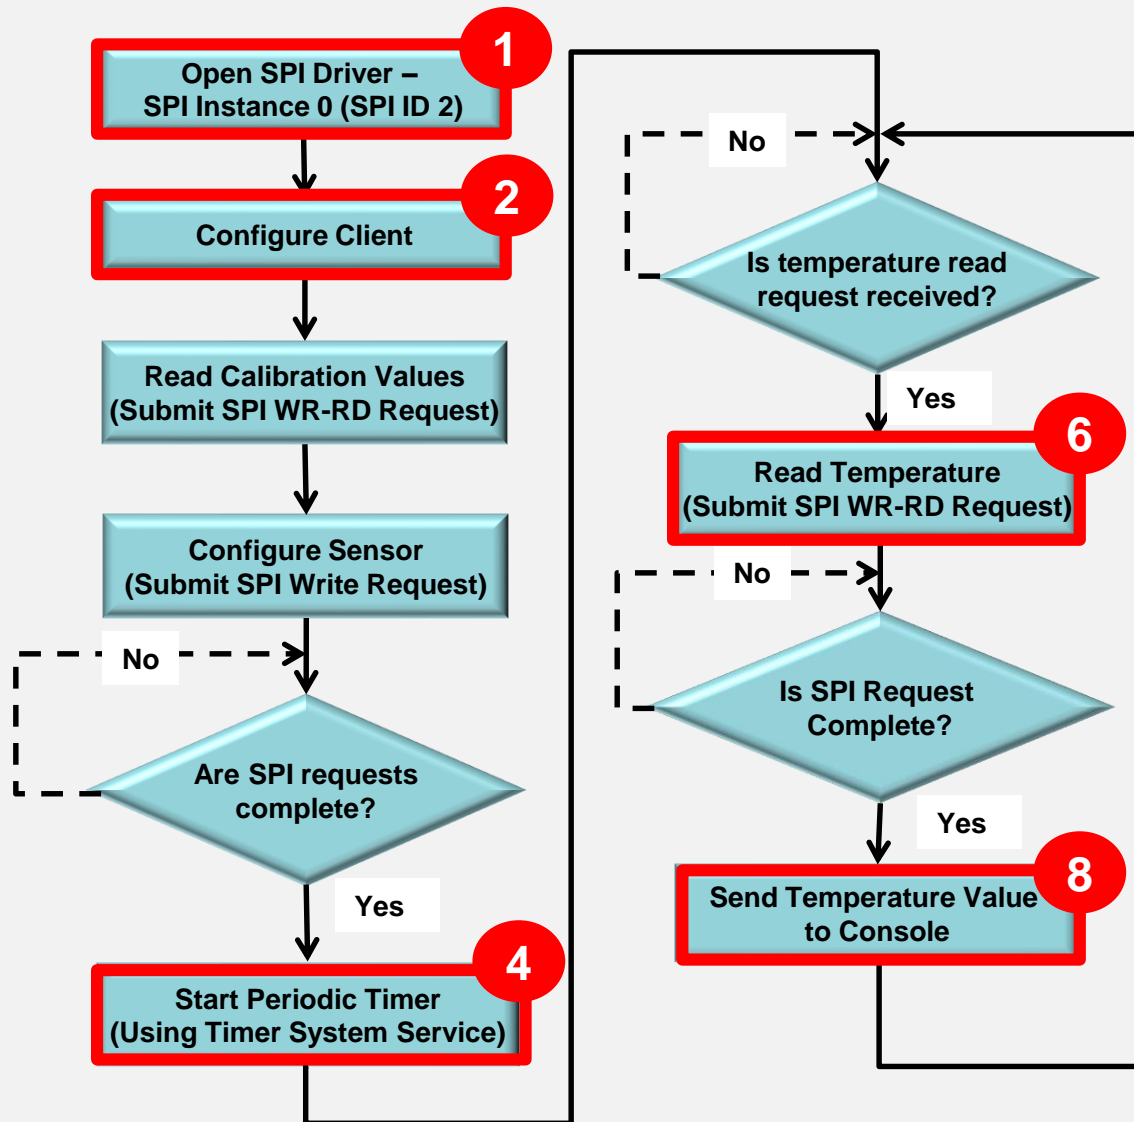 1
Open SPI Driver –
SPI Instance 0 (SPI ID 2)
2
Configure Client
Read Calibration Values
(Submit SPI WR-RD Request)
Configure Sensor
(Submit SPI Write Request)
No
Are SPI requests
complete?
Yes
4
Start Periodic Timer
(Using Timer System Service)
No
Is temperature read
request received?
Yes
6
Read Temperature
(Submit SPI WR-RD Request)
No
Is SPI Request
Complete?
Yes
8
Send Temperature Value
to Console